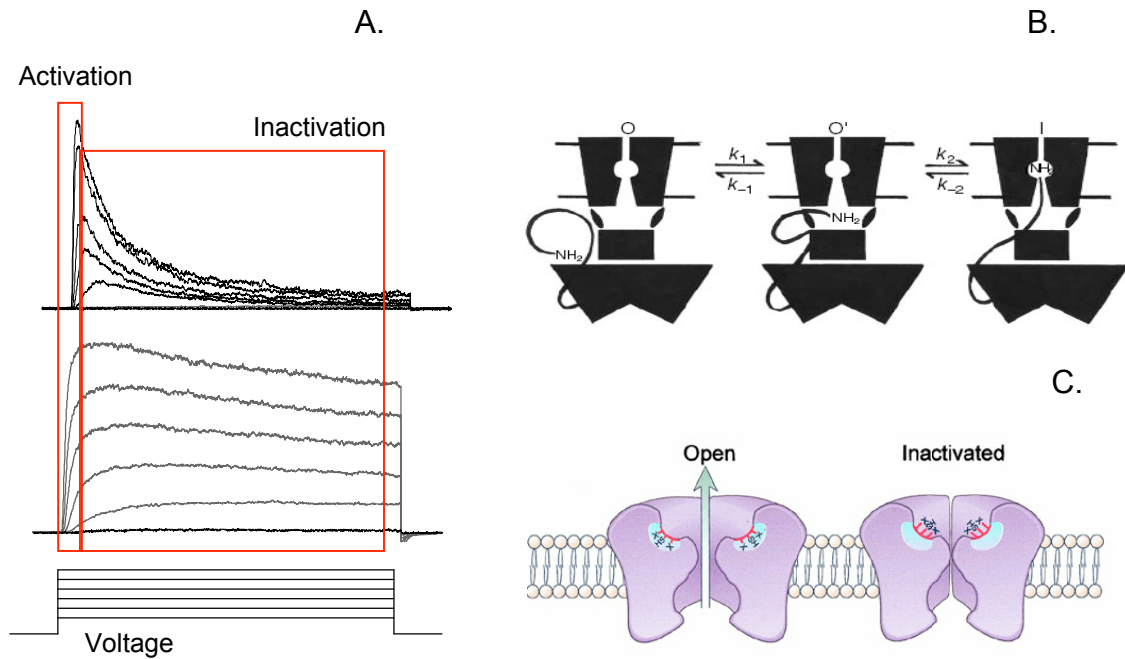 A.
Activation
Inactivation
Voltage
B.
O
O'
I
k₁
k₋₁
k₂
k₋₂
NH₂
NH₂
NH₂
C.
Open
Inactivated